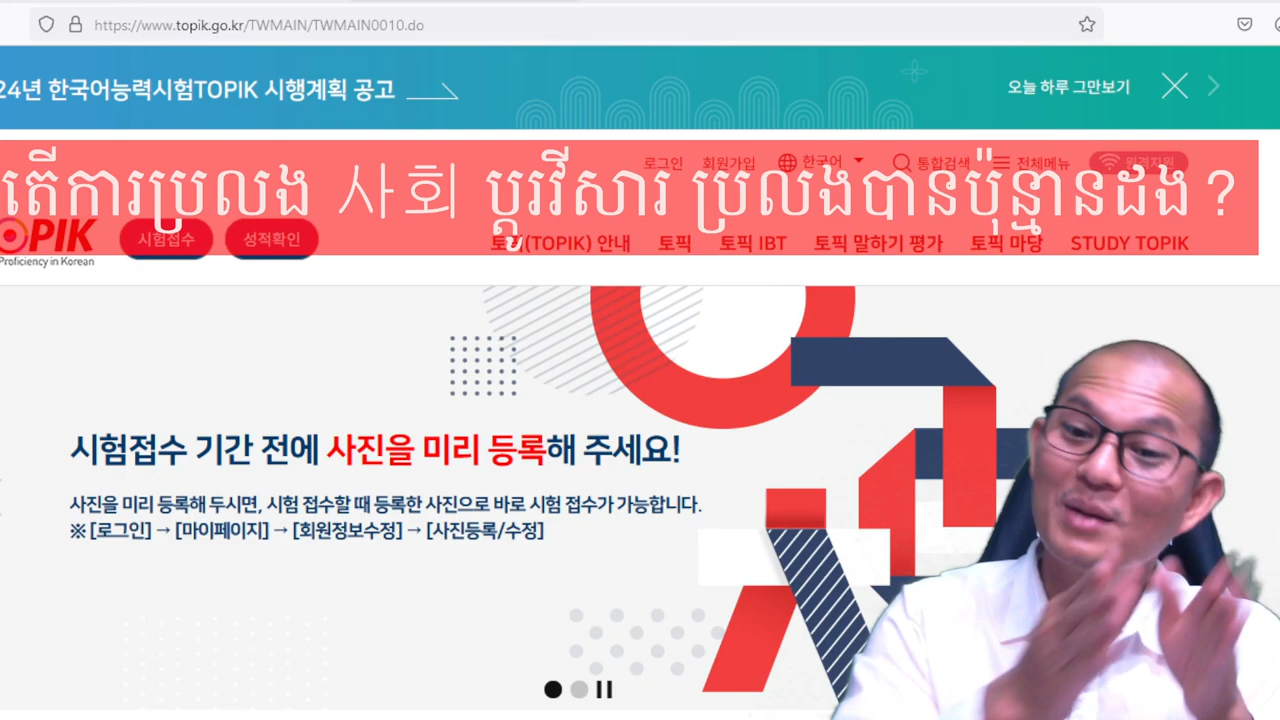 https://www.topik.go.kr/TWMAIN/TWMAIN0010.do
24년 한국어능력시험TOPIK 시행계획 공고
오늘 하루 그만보기
로그인 회원가입 한국어 통합검색 전체메뉴 원격지원
តើការប្រលង 사회 ប្តូរវីសារ ប្រលងបានប៉ុន្មានដង ?
OPIK 시험접수 성적확인
토픽(TOPIK) 안내 토픽 토픽 IBT 토픽 말하기 평가 토픽 마당 STUDY TOPIK
Proficiency in Korean
시험접수 기간 전에 사진을 미리 등록해 주세요!
사진을 미리 등록해 두시면, 시험 접수할 때 등록한 사진으로 바로 시험 접수가 가능합니다.
※ [로그인] → [마이페이지] → [회원정보수정] → [사진등록/수정]